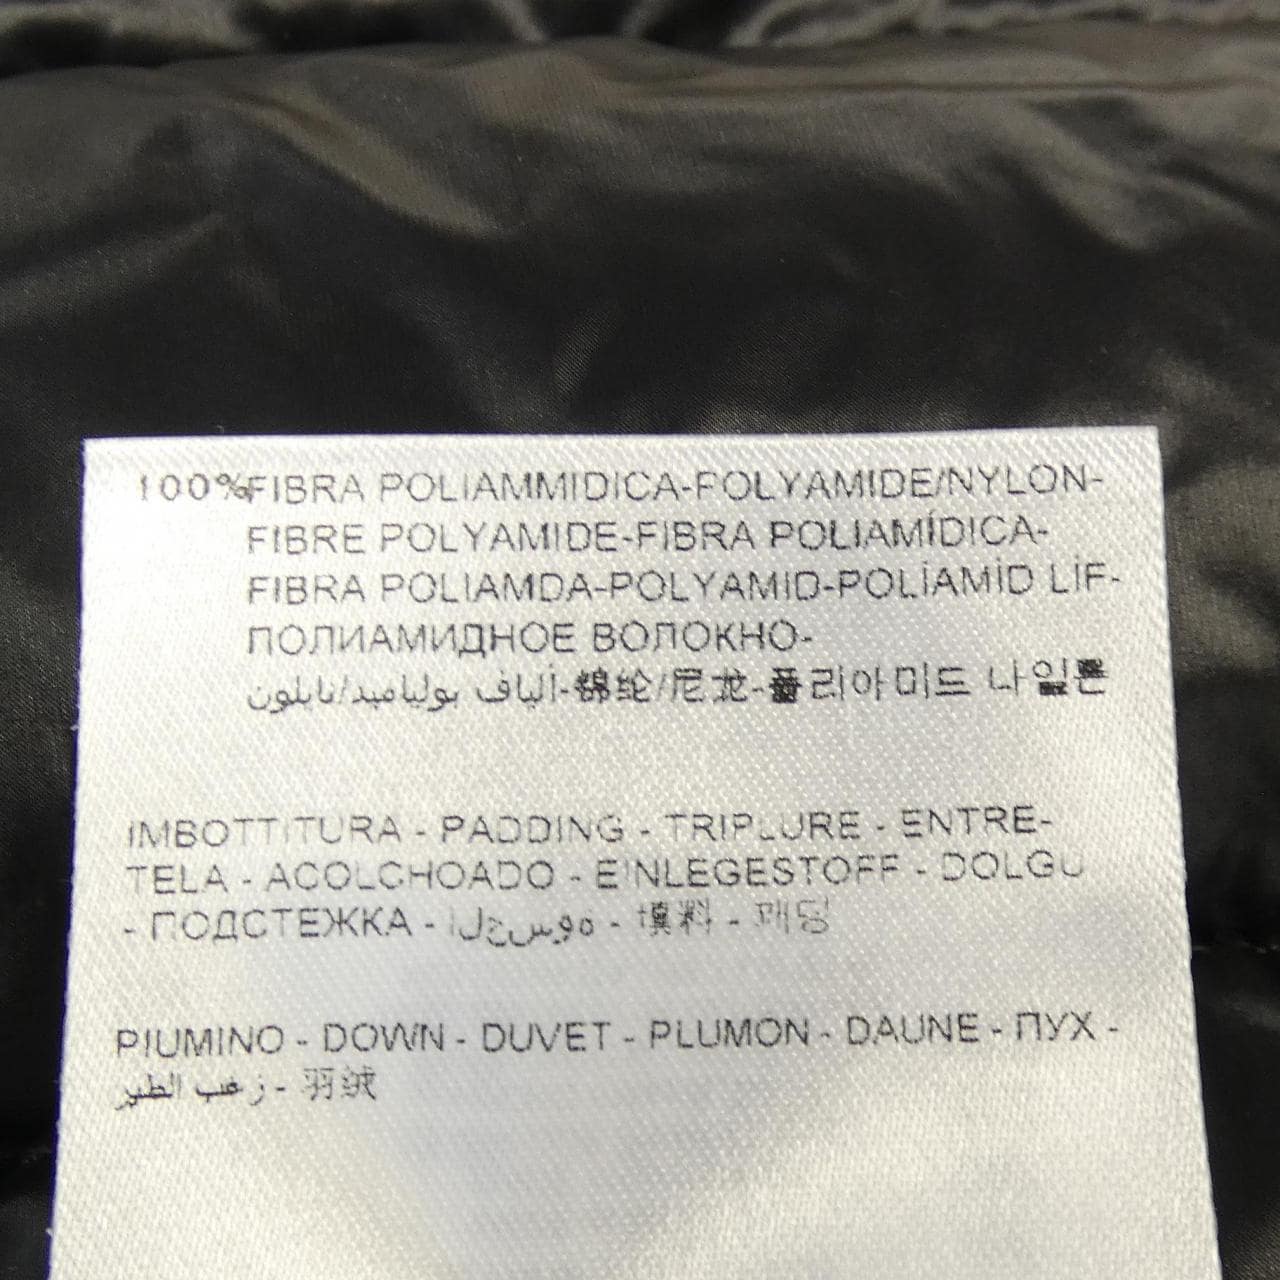 100%FIBRA POLIAMMIDICA-POLYAMIDE/NYLON-
FIBRE POLYAMIDE-FIBRA POLIAMÍDICA-
FIBRA POLIAMDA-POLYAMID-POLİAMİD LİF-
ПОЛИАМИДНОЕ ВОЛОКНО-
ألياف بولياميد/نايلون-锦纶/尼龙-폴리아미드 나일론
IMBOTTITURA - PADDING - TRIPLURE - ENTRE-
TELA - ACOLCHOADO - EINLEGESTOFF - DOLGU
- ПОДСТЕЖКА - الحسوة - 填料 - 패딩
PIUMINO - DOWN - DUVET - PLUMON - DAUNE - ПУХ -
زغب الطير - 羽绒